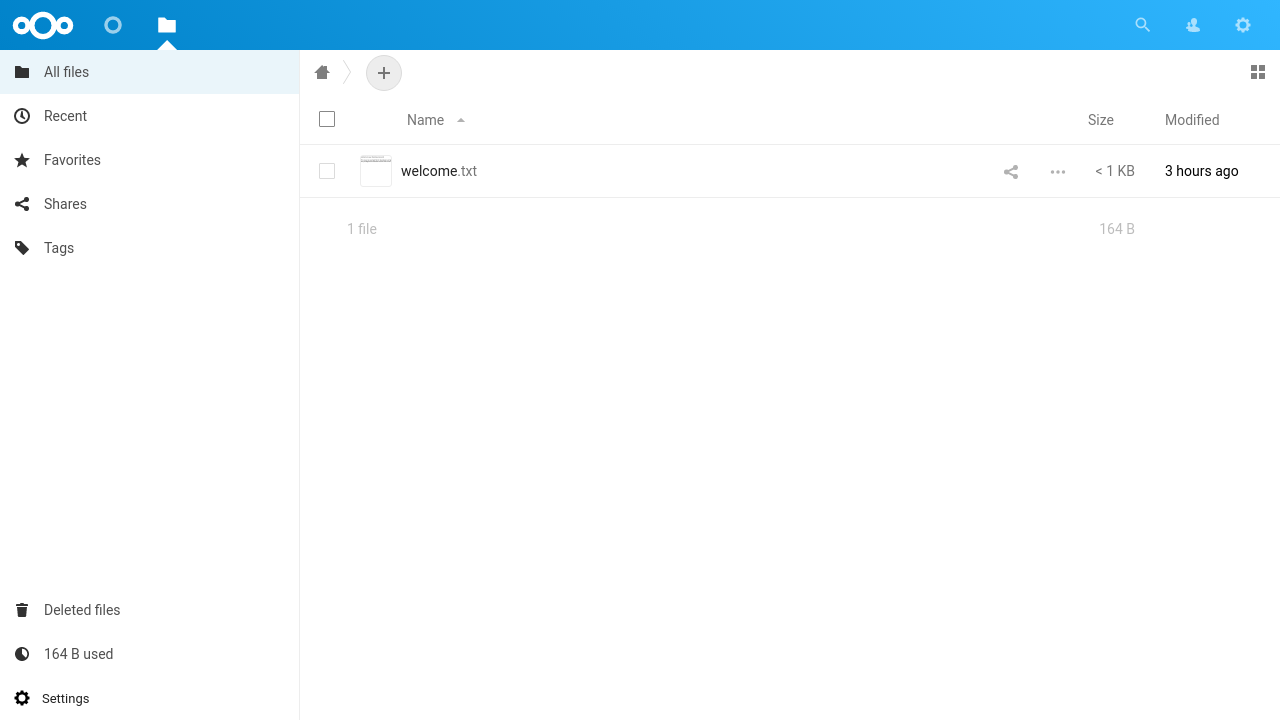 All files
Recent
Favorites
Shares
Tags
Deleted files
164 B used
Settings
Name Size Modified
welcome.txt < 1 KB 3 hours ago
1 file 164 B